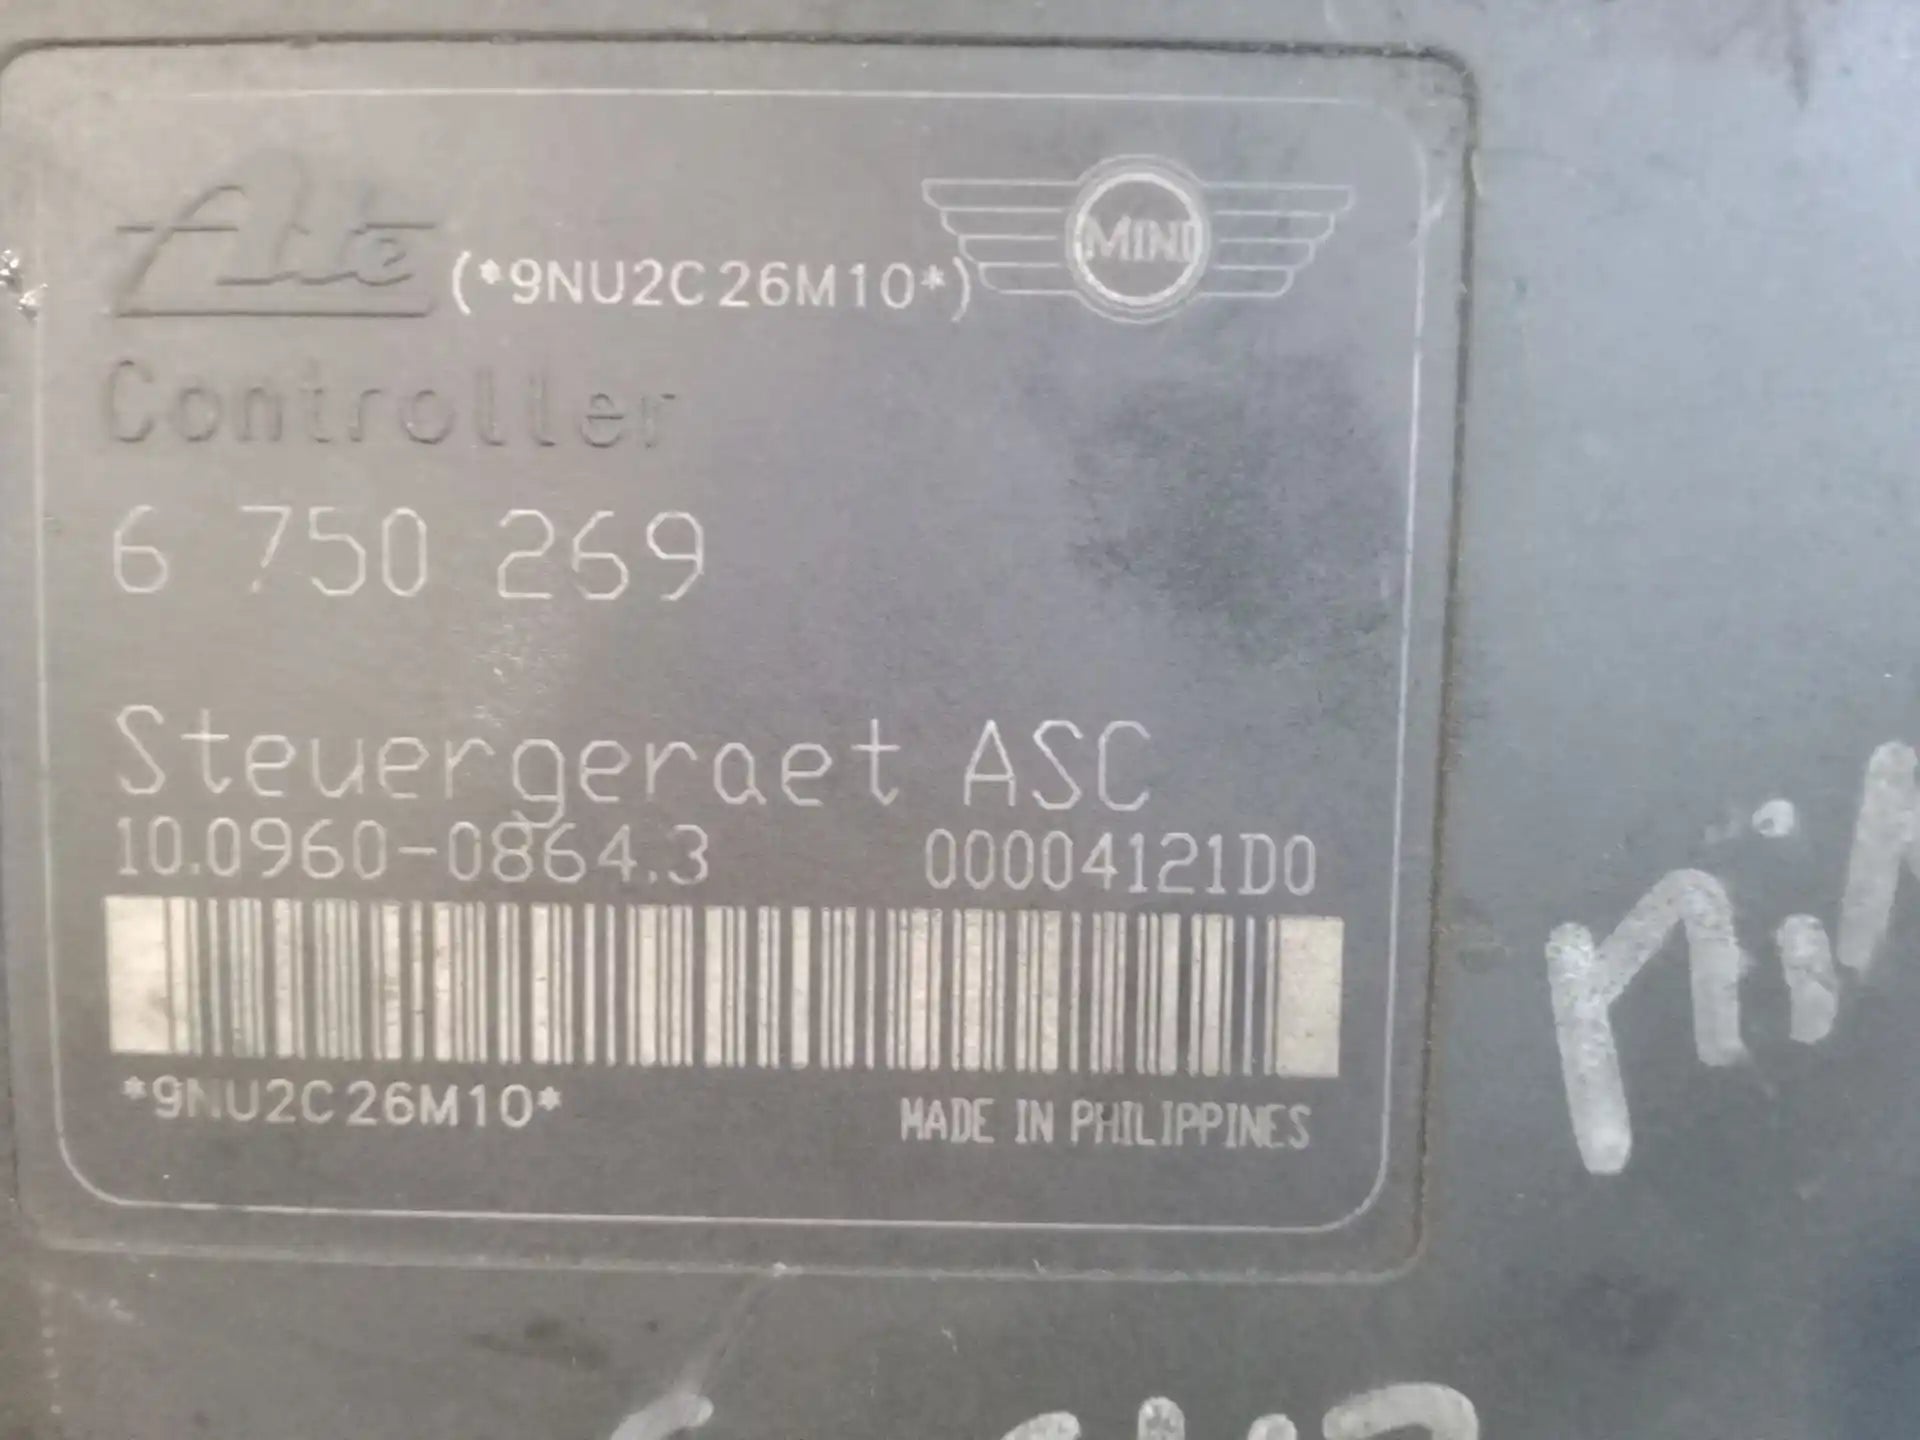 Ate
(*9NU2C26M10*)
MINI
Controller
6 750 269
Steuergeraet ASC
10.0960-0864.3 00004121D0
*9NU2C26M10*
MADE IN PHILIPPINES